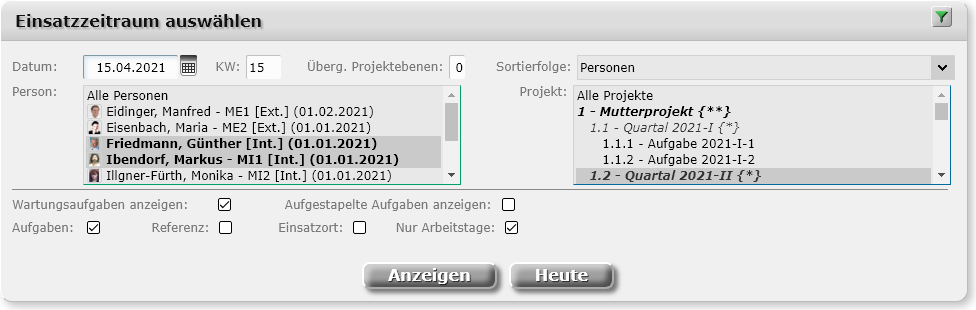 Einsatzzeitraum auswählen
Datum: 15.04.2021 KW: 15 Überg. Projektebenen: 0 Sortierfolge: Personen
Person: Projekt:
Alle Personen
Eidinger, Manfred - ME1 [Ext.] (01.02.2021)
Eisenbach, Maria - ME2 [Ext.] (01.01.2021)
Friedmann, Günther [Int.] (01.01.2021)
Ibendorf, Markus - MI1 [Int.] (01.01.2021)
Illgner-Fürth, Monika - MI2 [Int.] (01.01.2021)
Alle Projekte
1 - Mutterprojekt {**}
1.1 - Quartal 2021-I {*}
1.1.1 - Aufgabe 2021-I-1
1.1.2 - Aufgabe 2021-I-2
1.2 - Quartal 2021-II {*}
Wartungsaufgaben anzeigen: Aufgestapelte Aufgaben anzeigen:
Aufgaben: Referenz: Einsatzort: Nur Arbeitstage:
Anzeigen Heute